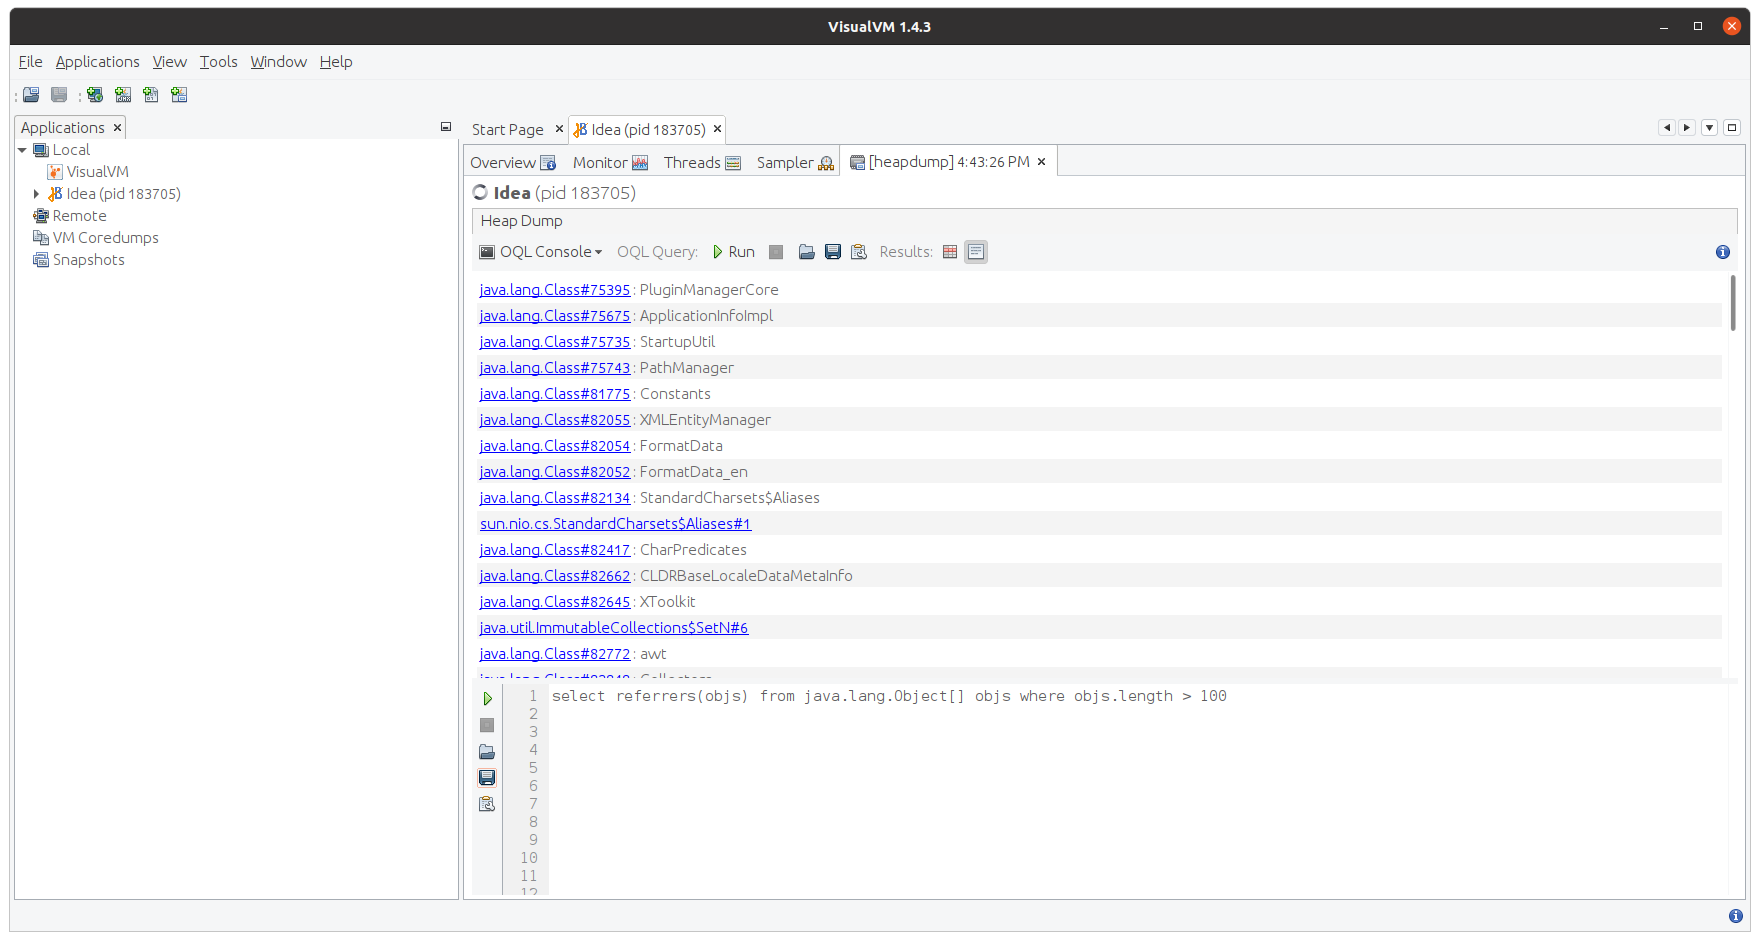 VisualVM 1.4.3
File Applications View Tools Window Help
Applications
Local
VisualVM
Idea (pid 183705)
Remote
VM Coredumps
Snapshots
Start Page
Idea (pid 183705)
Overview
Monitor
Threads
Sampler
[heapdump] 4:43:26 PM
Idea (pid 183705)
Heap Dump
OQL Console OQL Query: Run Results:
java.lang.Class#75395 : PluginManagerCore
java.lang.Class#75675 : ApplicationInfoImpl
java.lang.Class#75735 : StartupUtil
java.lang.Class#75743 : PathManager
java.lang.Class#81775 : Constants
java.lang.Class#82055 : XMLEntityManager
java.lang.Class#82054 : FormatData
java.lang.Class#82052 : FormatData_en
java.lang.Class#82134 : StandardCharsets$Aliases
sun.nio.cs.StandardCharsets$Aliases#1
java.lang.Class#82417 : CharPredicates
java.lang.Class#82662 : CLDRBaseLocaleDataMetaInfo
java.lang.Class#82645 : XToolkit
java.util.ImmutableCollections$SetN#6
java.lang.Class#82772 : awt
1 select referrers(objs) from java.lang.Object[] objs where objs.length > 100
2
3
4
5
6
7
8
9
10
11
12